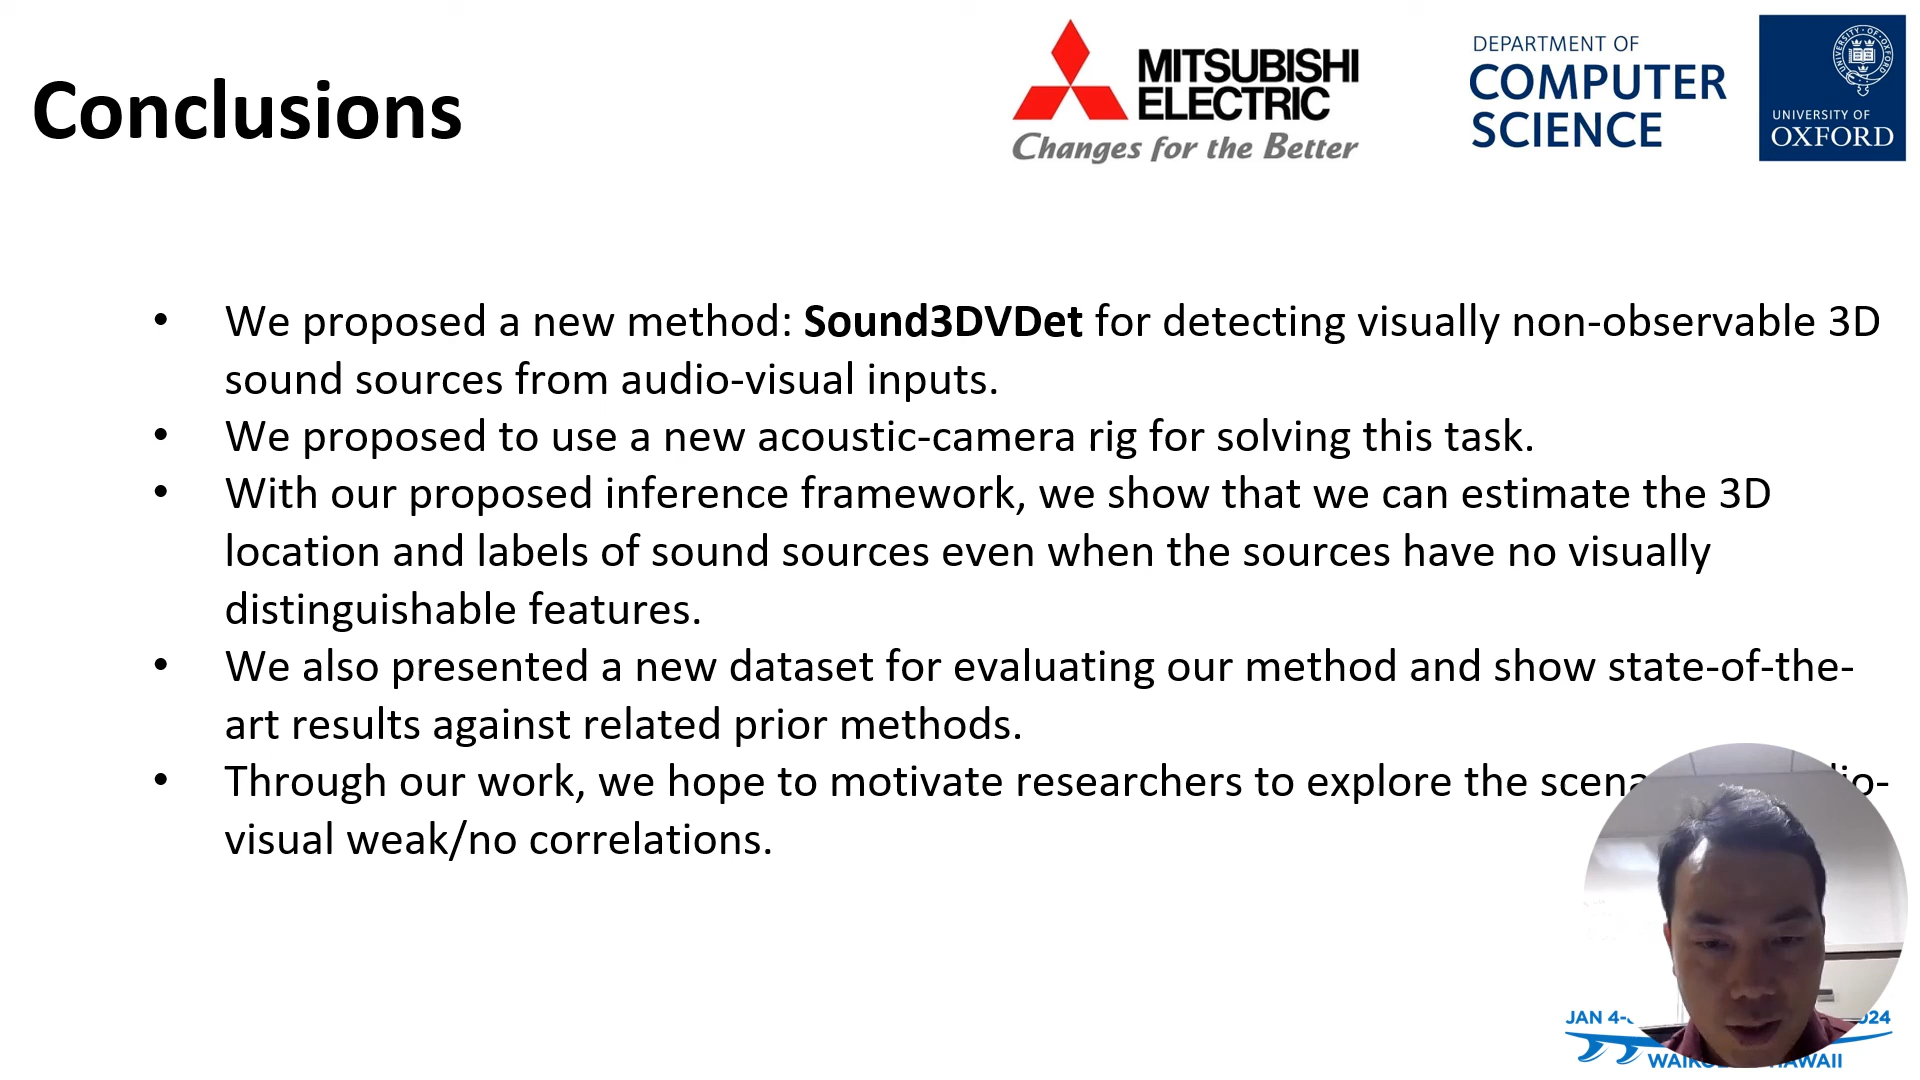 Conclusions
MITSUBISHI
ELECTRIC
Changes for the Better
DEPARTMENT OF
COMPUTER
SCIENCE
UNIVERSITY OF
OXFORD
• We proposed a new method: Sound3DVDet for detecting visually non-observable 3D
sound sources from audio-visual inputs.
• We proposed to use a new acoustic-camera rig for solving this task.
• With our proposed inference framework, we show that we can estimate the 3D
location and labels of sound sources even when the sources have no visually
distinguishable features.
• We also presented a new dataset for evaluating our method and show state-of-the-
art results against related prior methods.
• Through our work, we hope to motivate researchers to explore the
visual weak/no correlations.
JAN